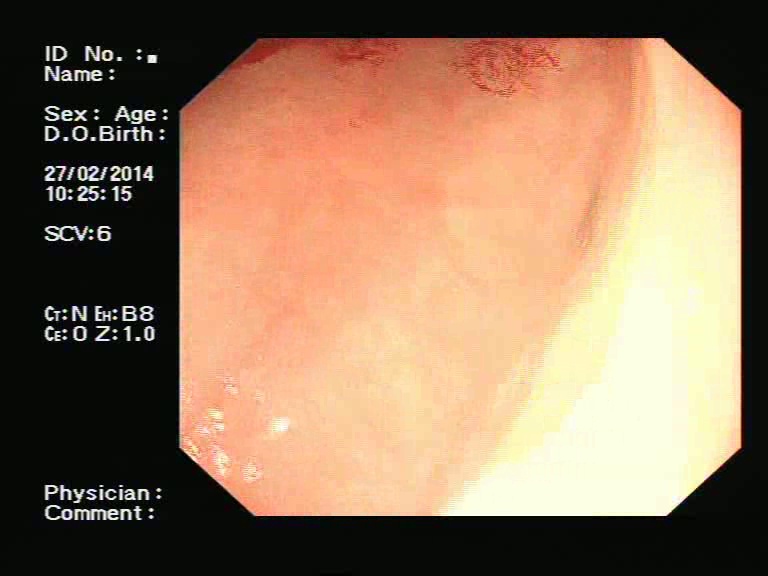 ID No. :
Name:
Sex: Age:
D.O.Birth:
27/02/2014
10:25:15
SCV:6
CT:N EH:B8
CE:0 Z:1.0
Physician:
Comment: